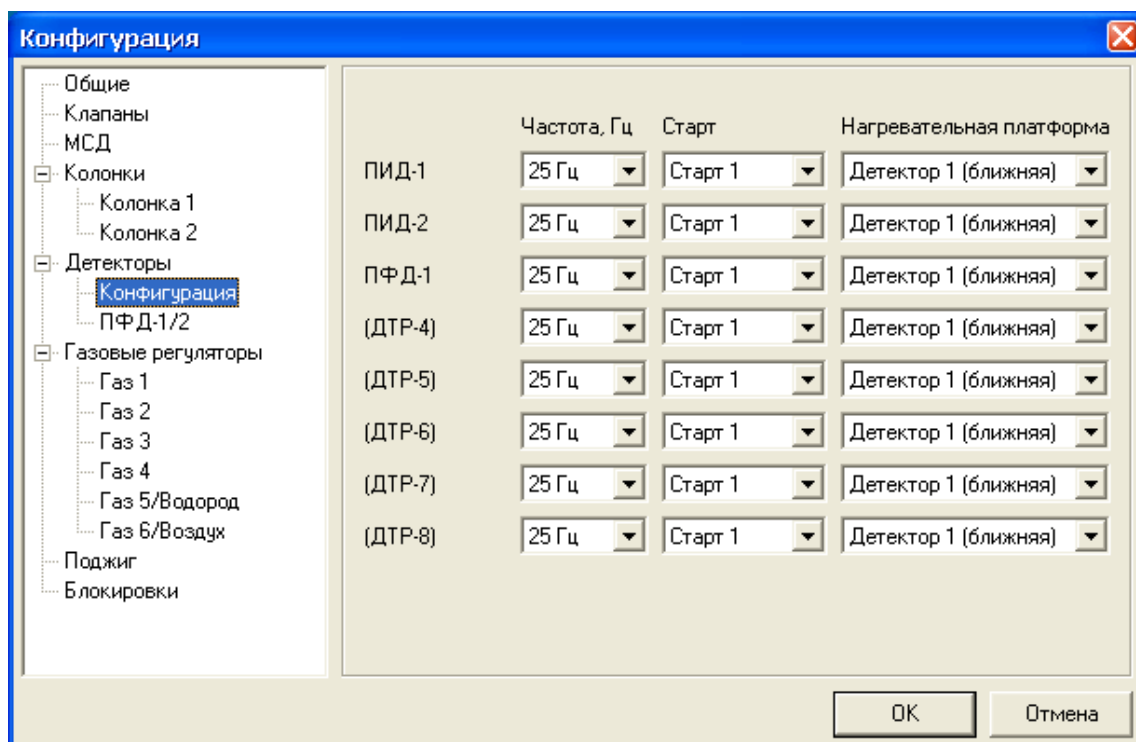 Конфигурация
Общие
Клапаны
МСД
Колонки
Колонка 1
Колонка 2
Детекторы
Конфигурация
ПФД-1/2
Газовые регуляторы
Газ 1
Газ 2
Газ 3
Газ 4
Газ 5/Водород
Газ 6/Воздух
Поджиг
Блокировки
Частота, Гц Старт Нагревательная платформа
ПИД-1 25 Гц Старт 1 Детектор 1 (ближняя)
ПИД-2 25 Гц Старт 1 Детектор 1 (ближняя)
ПФД-1 25 Гц Старт 1 Детектор 1 (ближняя)
(ДТР-4) 25 Гц Старт 1 Детектор 1 (ближняя)
(ДТР-5) 25 Гц Старт 1 Детектор 1 (ближняя)
(ДТР-6) 25 Гц Старт 1 Детектор 1 (ближняя)
(ДТР-7) 25 Гц Старт 1 Детектор 1 (ближняя)
(ДТР-8) 25 Гц Старт 1 Детектор 1 (ближняя)
OK Отмена